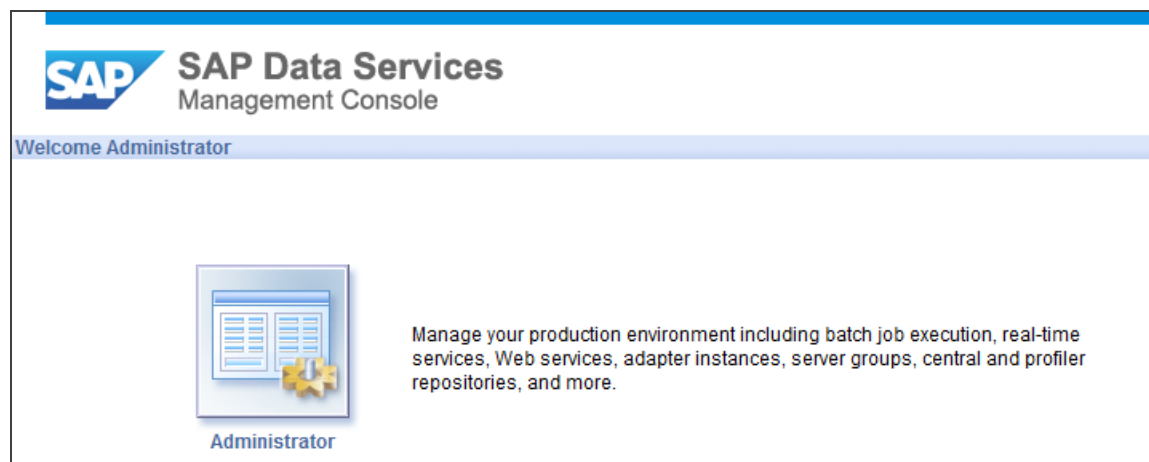 SAP
SAP Data Services
Management Console
Welcome Administrator
Manage your production environment including batch job execution, real-time
services, Web services, adapter instances, server groups, central and profiler
repositories, and more.
Administrator